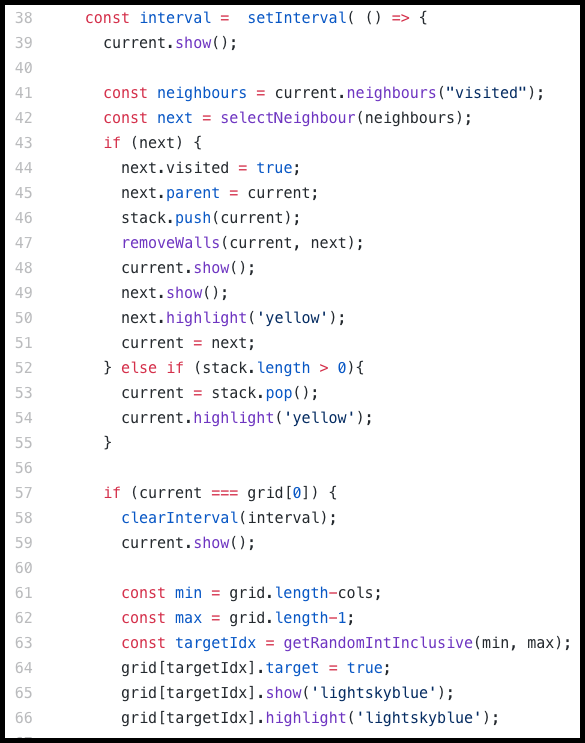 38 const interval =  setInterval( () => {
39 current.show();
40
41 const neighbours = current.neighbours("visited");
42 const next = selectNeighbour(neighbours);
43 if (next) {
44 next.visited = true;
45 next.parent = current;
46 stack.push(current);
47 removeWalls(current, next);
48 current.show();
49 next.show();
50 next.highlight('yellow');
51 current = next;
52 } else if (stack.length > 0){
53 current = stack.pop();
54 current.highlight('yellow');
55 }
56
57 if (current === grid[0]) {
58 clearInterval(interval);
59 current.show();
60
61 const min = grid.length-cols;
62 const max = grid.length-1;
63 const targetIdx = getRandomIntInclusive(min, max);
64 grid[targetIdx].target = true;
65 grid[targetIdx].show('lightskyblue');
66 grid[targetIdx].highlight('lightskyblue');